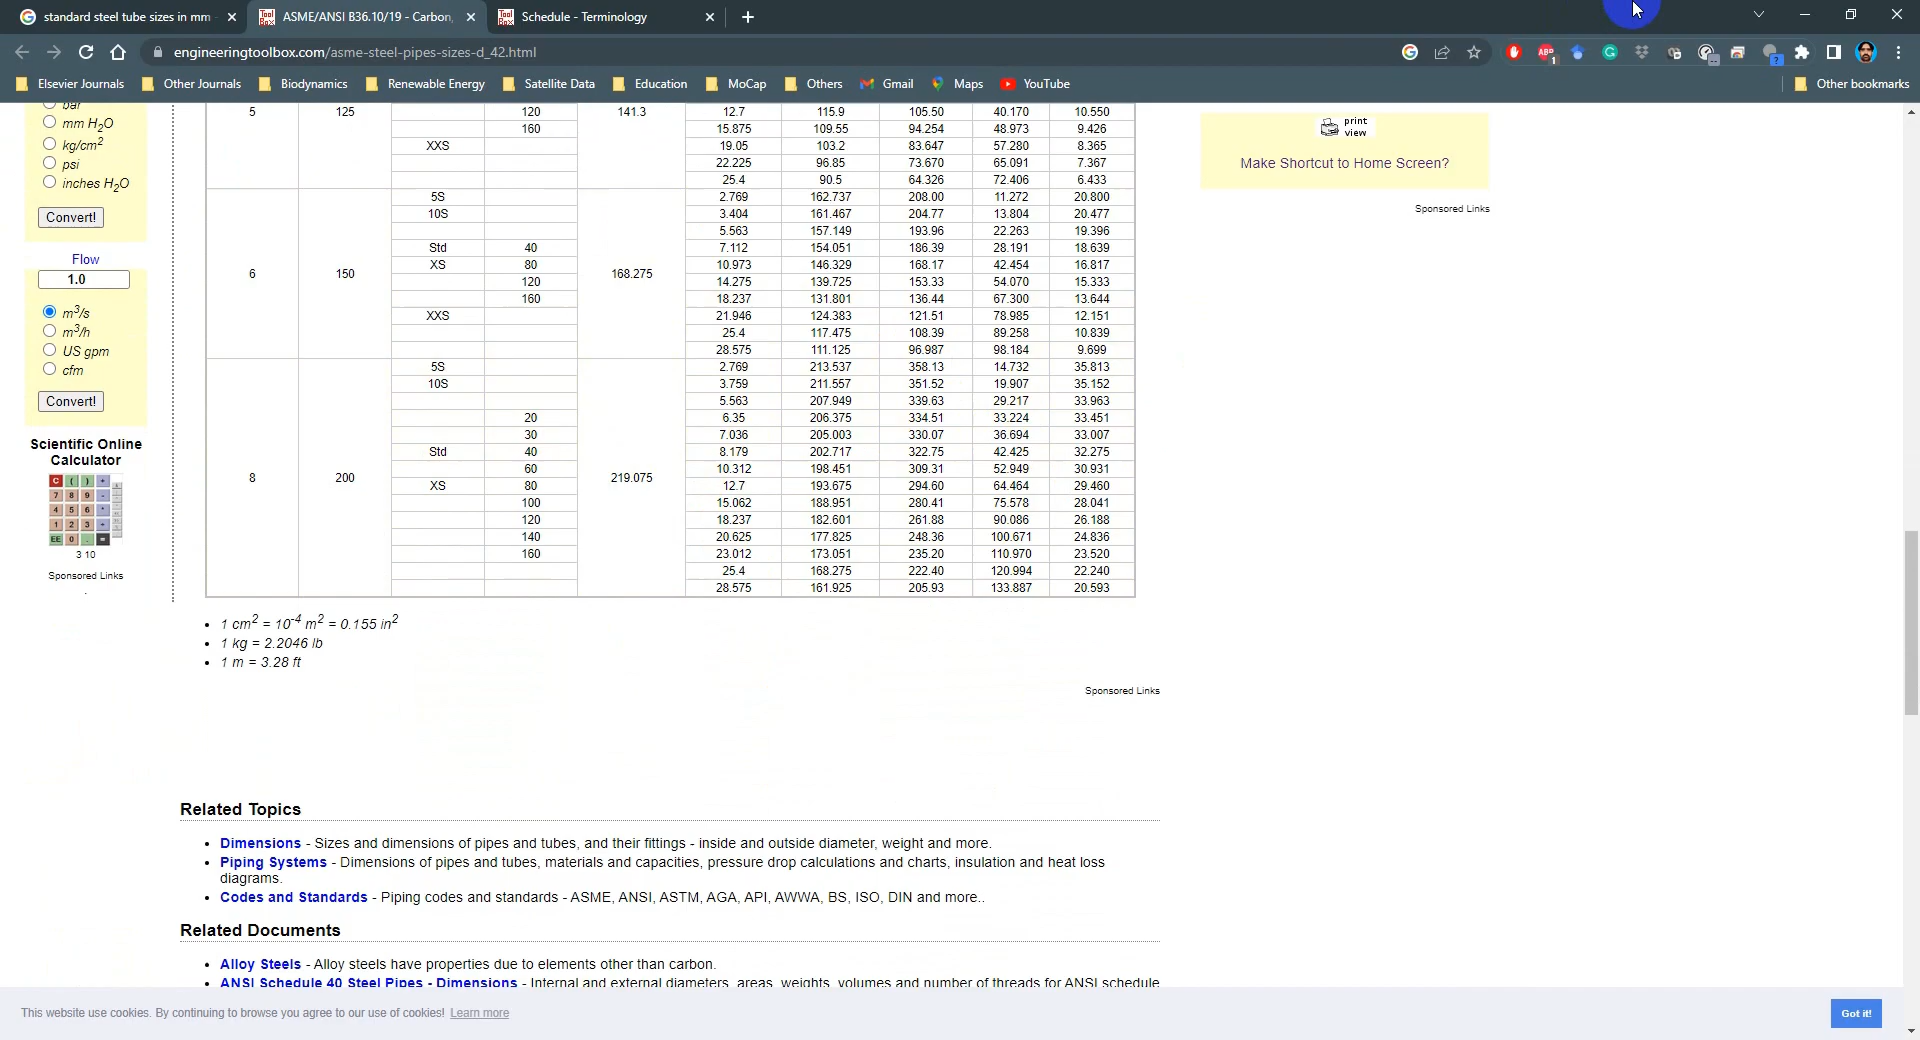 standard steel tube sizes in mm
ASME/ANSI B36.10/19 - Carbon,
Schedule - Terminology
engineeringtoolbox.com/asme-steel-pipes-sizes-d_42.html
Elsevier Journals Other Journals Biodynamics Renewable Energy Satellite Data Education MoCap Others Gmail Maps YouTube Other bookmarks
bar
mm H2O
kg/cm2
psi
inches H2O
Convert!
Flow
1.0
m3/s
m3/h
US gpm
cfm
Convert!
Scientific Online
Calculator
3 10
Sponsored Links
5 125 120 141.3 12.7 115.9 105.50 40.170 10.550
160 15.875 109.55 94.254 48.973 9.426
XXS 19.05 103.2 83.647 57.280 8.365
22.225 96.85 73.670 65.091 7.367
25.4 90.5 64.326 72.406 6.433
5S 2.769 162.737 208.00 11.272 20.800
10S 3.404 161.467 204.77 13.804 20.477
5.563 157.149 193.96 22.263 19.396
Std 40 7.112 154.051 186.39 28.191 18.639
XS 80 10.973 146.329 168.17 42.454 16.817
6 150 168.275
120 14.275 139.725 153.33 54.070 15.333
160 18.237 131.801 136.44 67.300 13.644
XXS 21.946 124.383 121.51 78.985 12.151
25.4 117.475 108.39 89.258 10.839
28.575 111.125 96.987 98.184 9.699
5S 2.769 213.537 358.13 14.732 35.813
10S 3.759 211.557 351.52 19.907 35.152
5.563 207.949 339.63 29.217 33.963
20 6.35 206.375 334.51 33.224 33.451
30 7.036 205.003 330.07 36.694 33.007
Std 40 8.179 202.717 322.75 42.425 32.275
60 10.312 198.451 309.31 52.949 30.931
8 200 219.075
XS 80 12.7 193.675 294.60 64.464 29.460
100 15.062 188.951 280.41 75.578 28.041
120 18.237 182.601 261.88 90.086 26.188
140 20.625 177.825 248.36 100.671 24.836
160 23.012 173.051 235.20 110.970 23.520
25.4 168.275 222.40 120.994 22.240
28.575 161.925 205.93 133.887 20.593
1 cm2 = 10-4 m2 = 0.155 in2
1 kg = 2.2046 lb
1 m = 3.28 ft
Sponsored Links
print
view
Make Shortcut to Home Screen?
Sponsored Links
Related Topics
Dimensions - Sizes and dimensions of pipes and tubes, and their fittings - inside and outside diameter, weight and more.
Piping Systems - Dimensions of pipes and tubes, materials and capacities, pressure drop calculations and charts, insulation and heat loss
diagrams.
Codes and Standards - Piping codes and standards - ASME, ANSI, ASTM, AGA, API, AWWA, BS, ISO, DIN and more..
Related Documents
Alloy Steels - Alloy steels have properties due to elements other than carbon.
ANSI Schedule 40 Steel Pipes - Dimensions - Internal and external diameters, areas, weights, volumes and number of threads for ANSI schedule
This website use cookies. By continuing to browse you agree to our use of cookies! Learn more
Got it!